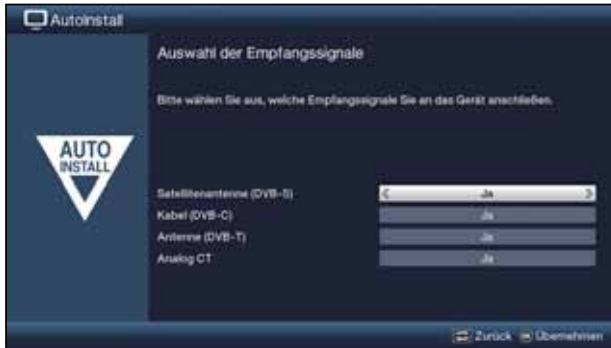 AutoInstall
Auswahl der Empfangssignale
Bitte wählen Sie aus, welche Empfangssignale Sie an das Gerät anschließen.
AUTO
INSTALL
Satellitenantenne (DVB-S) Ja
Kabel (DVB-C) Ja
Antenne (DVB-T) Ja
Analog CT Ja
Zurück OK Übernehmen